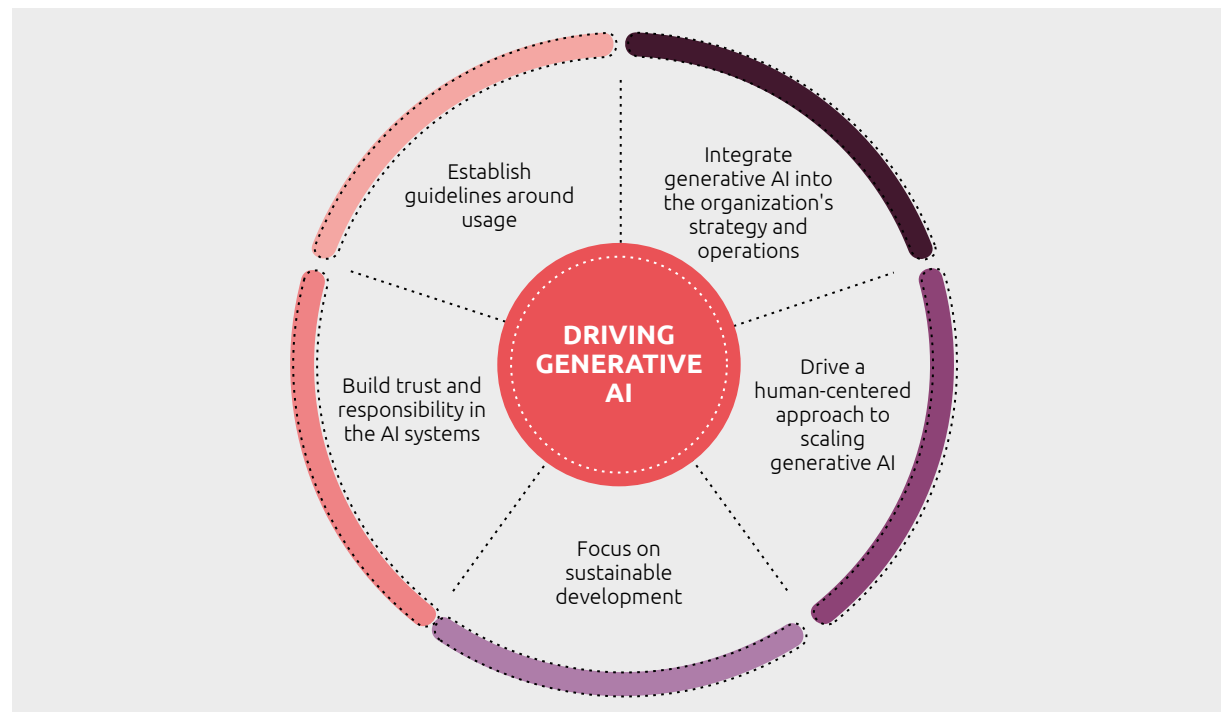 Integrate
generative AI into
the organization's
strategy and
operations
Drive a
human-centered
approach to
scaling
generative AI
Focus on
sustainable
development
Build trust and
responsibility in
the AI systems
Establish
guidelines around
usage
DRIVING
GENERATIVE
AI